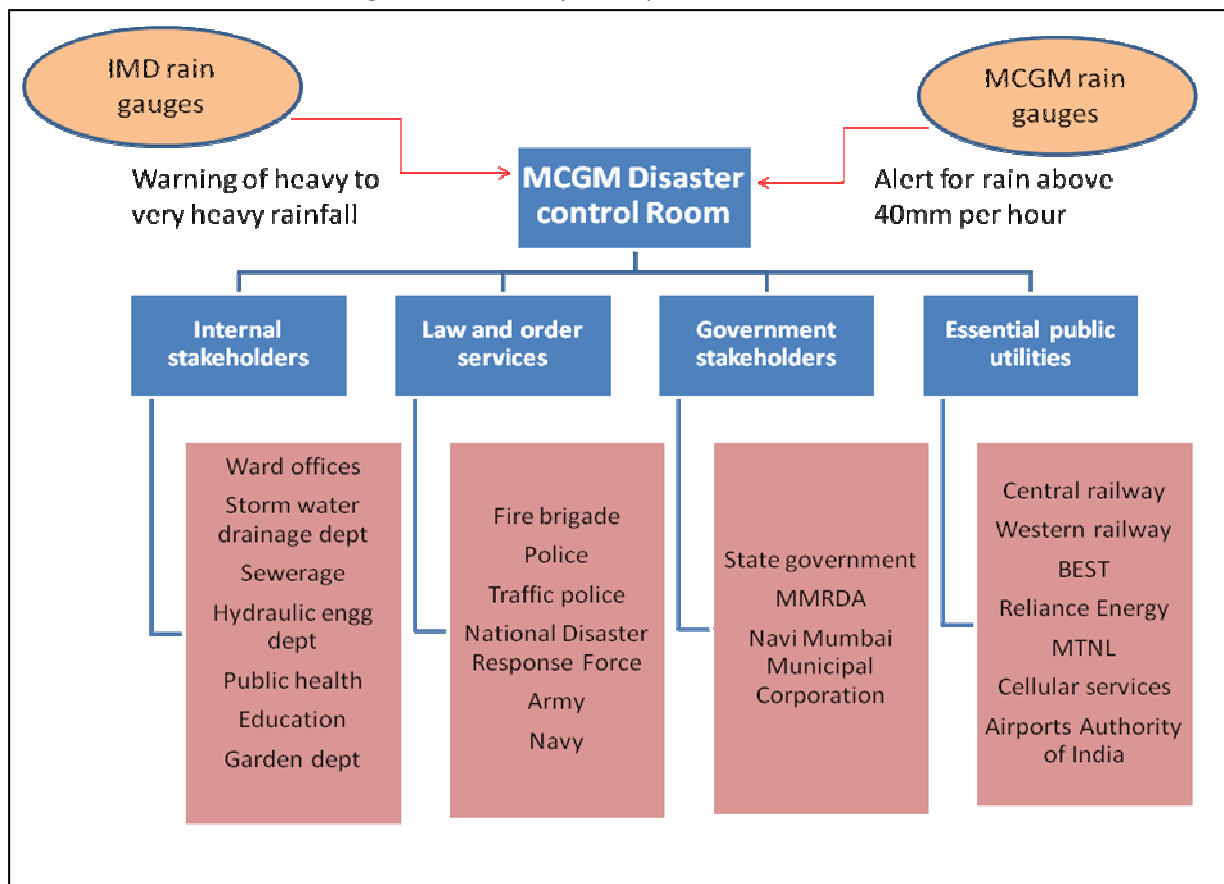 IMD rain
gauges
MCGM rain
gauges
Warning of heavy to
very heavy rainfall
MCGM Disaster
control Room
Alert for rain above
40mm per hour
Internal
stakeholders
Law and order
services
Government
stakeholders
Essential public
utilities
Ward offices
Storm water
drainage dept
Sewerage
Hydraulic engg
dept
Public health
Education
Garden dept
Fire brigade
Police
Traffic police
National Disaster
Response Force
Army
Navy
State government
MMRDA
Navi Mumbai
Municipal
Corporation
Central railway
Western railway
BEST
Reliance Energy
MTNL
Cellular services
Airports Authority
of India